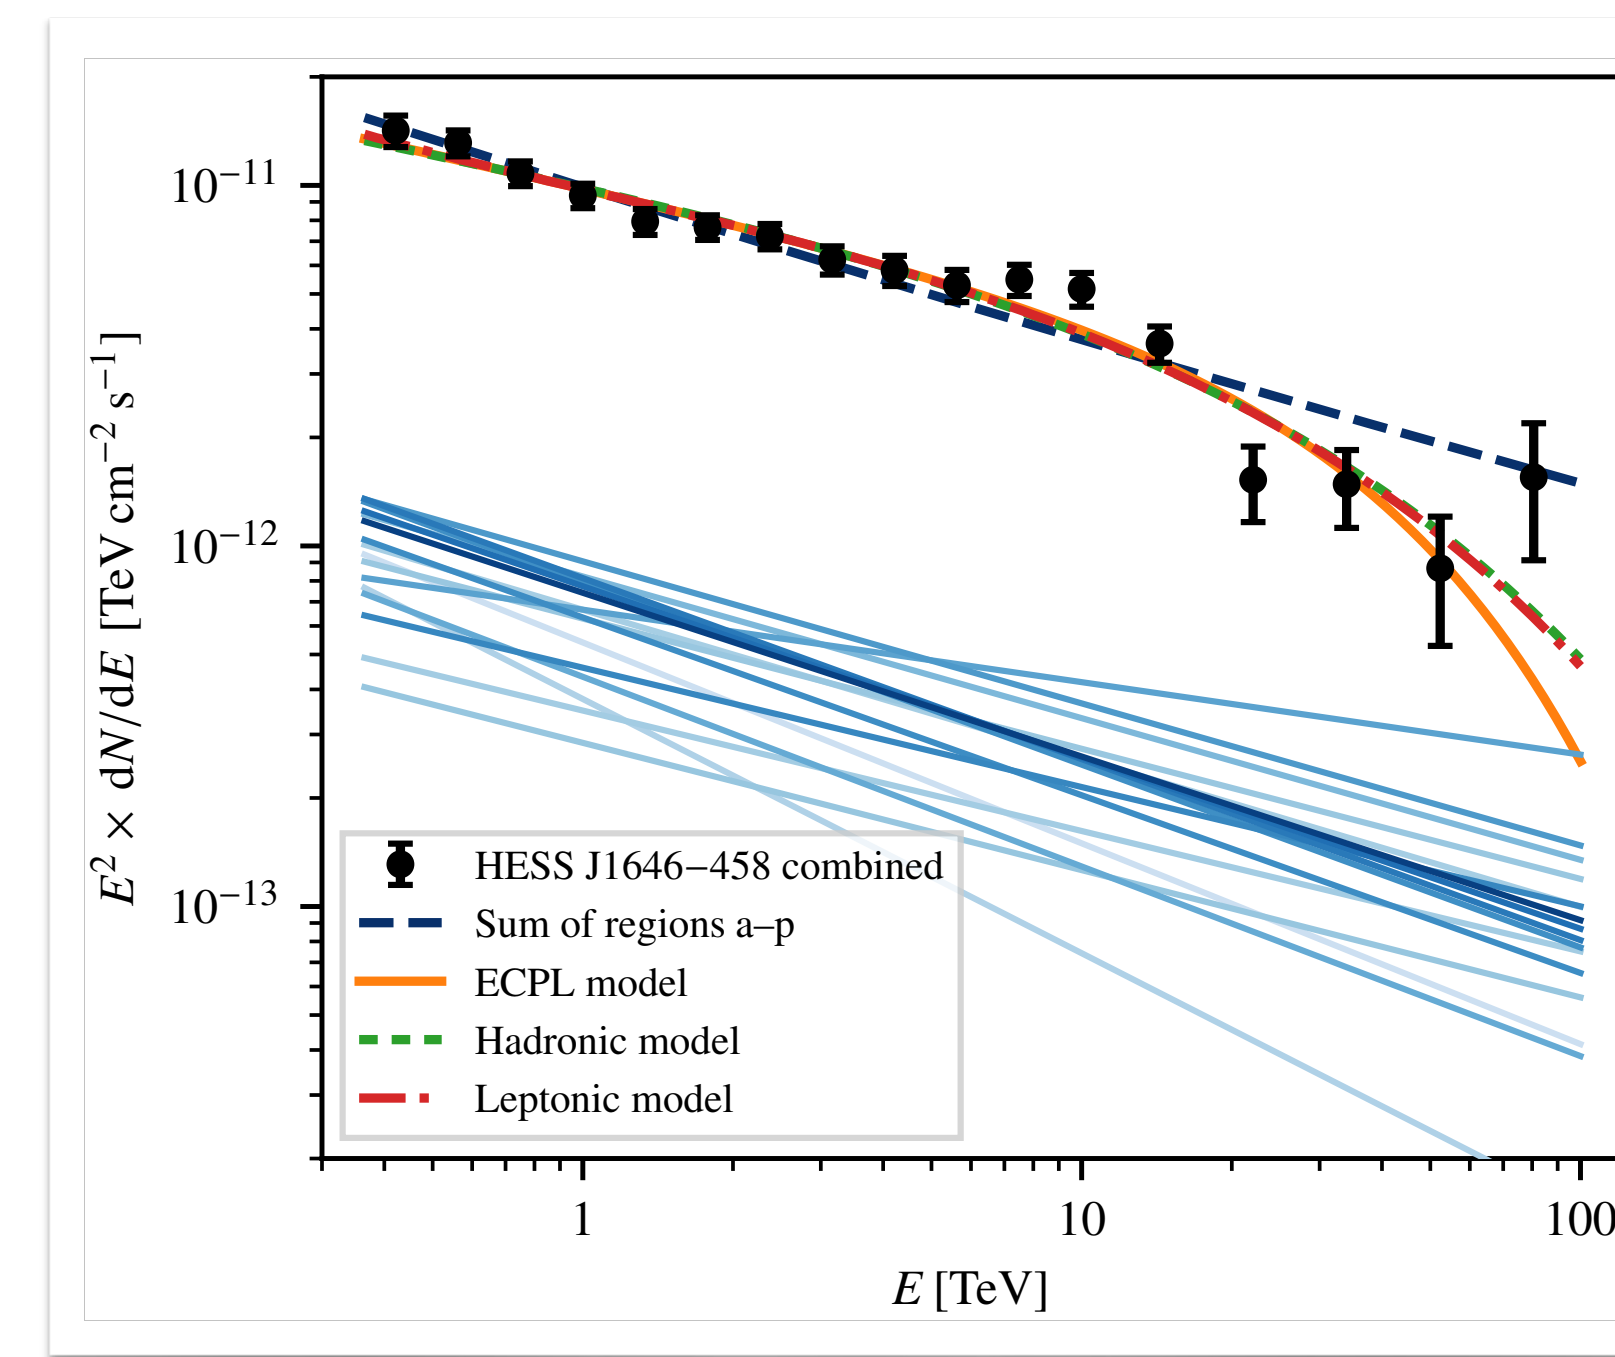 E² × dN/dE [TeV cm⁻² s⁻¹]
10⁻¹¹
10⁻¹²
10⁻¹³
HESS J1646−458 combined
Sum of regions a–p
ECPL model
Hadronic model
Leptonic model
1 10 100
E [TeV]